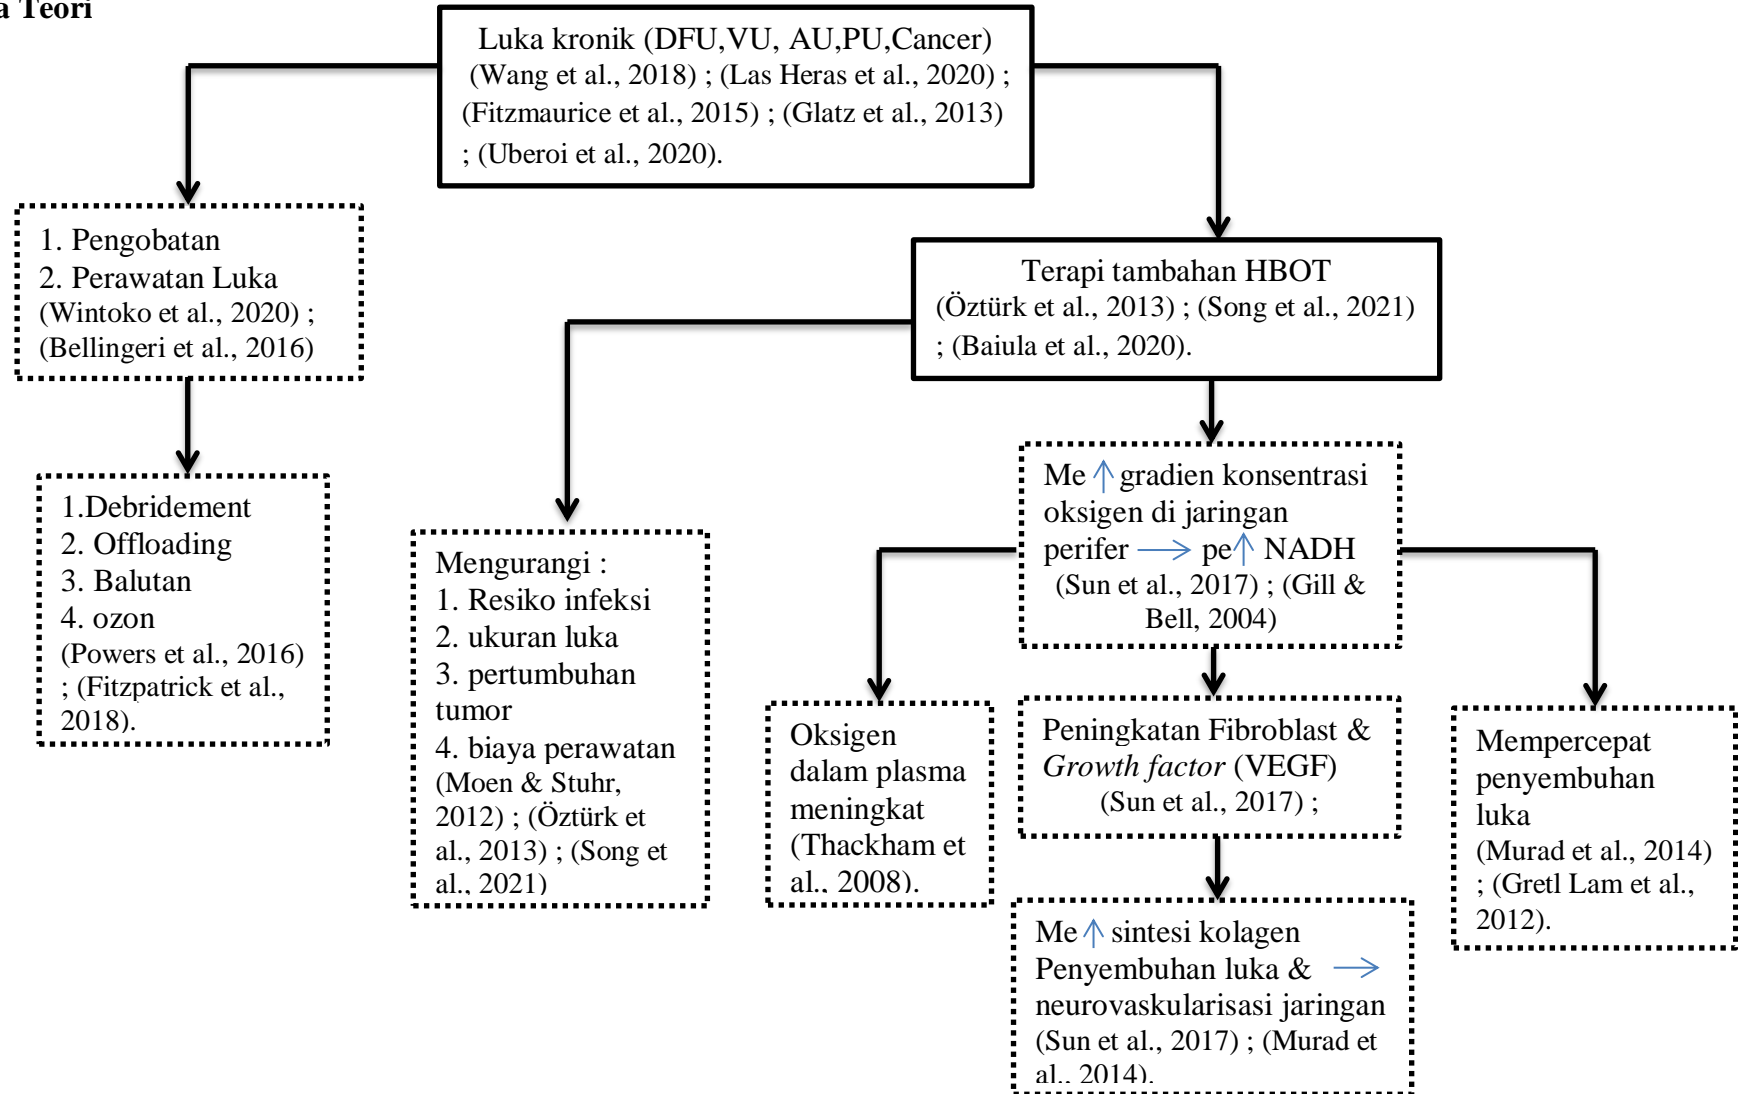 a Teori
Luka kronik (DFU,VU, AU,PU,Cancer)
(Wang et al., 2018) ; (Las Heras et al., 2020) ;
(Fitzmaurice et al., 2015) ; (Glatz et al., 2013)
; (Uberoi et al., 2020).
1. Pengobatan
2. Perawatan Luka
(Wintoko et al., 2020) ;
(Bellingeri et al., 2016)
Terapi tambahan HBOT
(Öztürk et al., 2013) ; (Song et al., 2021)
; (Baiula et al., 2020).
1.Debridement
2. Offloading
3. Balutan
4. ozon
(Powers et al., 2016)
; (Fitzpatrick et al.,
2018).
Mengurangi :
1. Resiko infeksi
2. ukuran luka
3. pertumbuhan
tumor
4. biaya perawatan
(Moen & Stuhr,
2012) ; (Öztürk et
al., 2013) ; (Song et
al., 2021)
Me ↑ gradien konsentrasi
oksigen di jaringan
perifer → pe↑ NADH
(Sun et al., 2017) ; (Gill &
Bell, 2004)
Oksigen
dalam plasma
meningkat
(Thackham et
al., 2008).
Peningkatan Fibroblast &
Growth factor (VEGF)
(Sun et al., 2017) ;
Mempercepat
penyembuhan
luka
(Murad et al., 2014)
; (Gretl Lam et al.,
2012).
Me ↑ sintesi kolagen
Penyembuhan luka & →
neurovaskularisasi jaringan
(Sun et al., 2017) ; (Murad et
al., 2014).